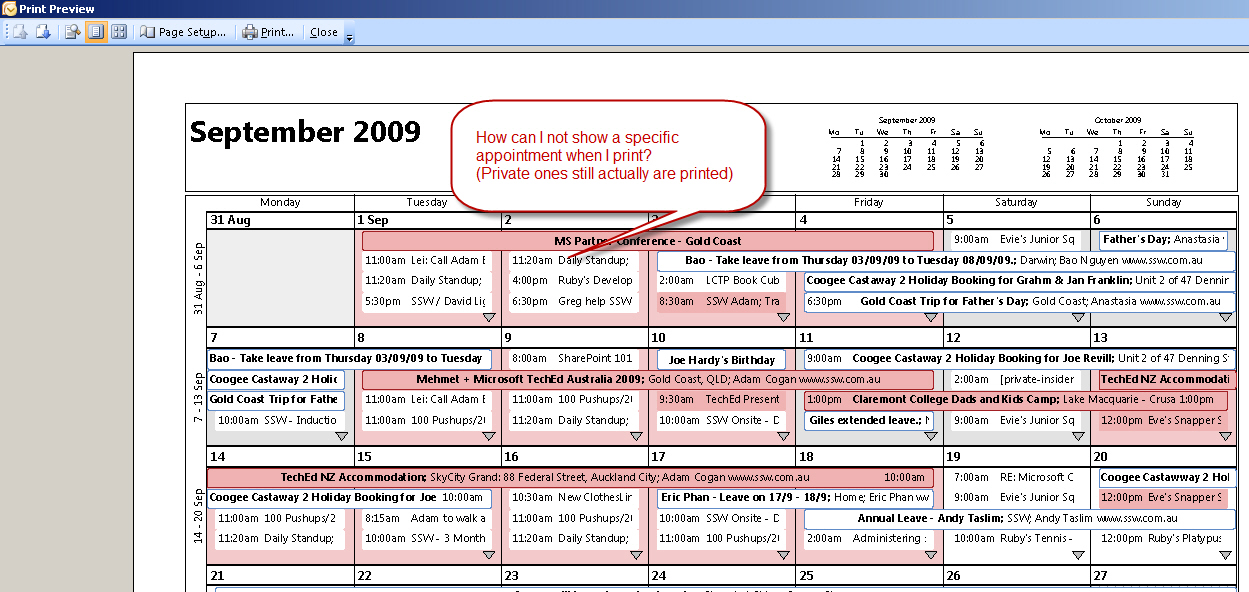 Print Preview
Page Setup... Print... Close
September 2009
How can I not show a specific
appointment when I print?
(Private ones still actually are printed)
September 2009
Mo Tu We Th Fr Sa Su
1 2 3 4 5 6
7 8 9 10 11 12 13
14 15 16 17 18 19 20
21 22 23 24 25 26 27
28 29 30
October 2009
Mo Tu We Th Fr Sa Su
1 2 3 4
5 6 7 8 9 10 11
12 13 14 15 16 17 18
19 20 21 22 23 24 25
26 27 28 29 30 31
Monday Tuesday Friday Saturday Sunday
31 Aug - 6 Sep
31 Aug 1 Sep 2 3 4 5 6
MS Partner Conference - Gold Coast 9:00am Evie's Junior Sq Father's Day; Anastasia
11:00am Lei: Call Adam 11:20am Daily Standup; Bao - Take leave from Thursday 03/09/09 to Tuesday 08/09/09.; Darwin; Bao Nguyen www.ssw.com.au
11:20am Daily Standup; 4:00pm Ruby's Develop 2:00am LCTP Book Cub Coogee Castaway 2 Holiday Booking for Grahm & Jan Franklin; Unit 2 of 47 Dennin
5:30pm SSW / David Lig 6:30pm Greg help SSW 8:30am SSW Adam; Tra 6:30pm Gold Coast Trip for Father's Day; Gold Coast; Anastasia www.ssw.com.au
7 - 13 Sep
7 8 9 10 11 12 13
Bao - Take leave from Thursday 03/09/09 to Tuesday 8:00am SharePoint 101 Joe Hardy's Birthday 9:00am Coogee Castaway 2 Holiday Booking for Joe Revill; Unit 2 of 47 Denning S
Coogee Castaway 2 Holic Mehmet + Microsoft TechEd Australia 2009; Gold Coast, QLD; Adam Cogan www.ssw.com.au 2:00am [private-insider TechEd NZ Accommodati
Gold Coast Trip for Fathe 11:00am Lei: Call Adam 11:00am 100 Pushups/2 9:30am TechEd Present 1:00pm Claremont College Dads and Kids Camp; Lake Macquarie - Crusa 1:00pm
10:00am SSW - Inductio 11:00am 100 Pushups/2 11:20am Daily Standup; 10:00am SSW Onsite - D Giles extended leave.; 9:00am Evie's Junior Sq 12:00pm Eve's Snapper S
14 - 20 Sep
14 15 16 17 18 19 20
TechEd NZ Accommodation; SkyCity Grand: 88 Federal Street, Auckland City; Adam Cogan www.ssw.com.au 10:00am 7:00am RE: Microsoft C Coogee Castawway 2 Hol
Coogee Castaway 2 Holiday Booking for Joe 10:00am 10:30am New ClothesLir Eric Phan - Leave on 17/9 - 18/9; Home; Eric Phan ww 9:00am Evie's Junior Sq 12:00pm Eve's Snapper S
11:00am 100 Pushups/2 8:15am Adam to walk a 11:00am 100 Pushups/2 10:00am SSW Onsite - D Annual Leave - Andy Taslim; SSW; Andy Taslim www.ssw.com.au
11:20am Daily Standup; 10:00am SSW - 3 Month 11:20am Daily Standup; 11:00am 100 Pushups/2 2:00am Administering : 10:00am Ruby's Tennis - 12:00pm Ruby's Platypu
21 22 23 24 25 26 27